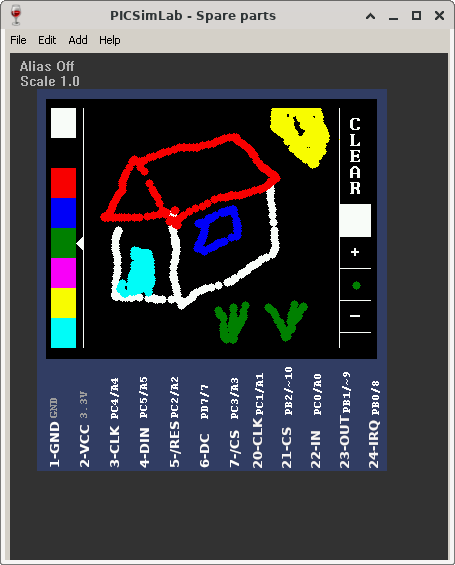 PICSimLab - Spare parts
File Edit Add Help
Alias Off
Scale 1.0
CLEAR
+
−
1-GND GND
2-VCC 3.3V
3-CLK PC4/A4
4-DIN PC5/A5
5-/RES PC2/A2
6-DC PD7/7
7-/CS PC3/A3
20-CLK PC1/A1
21-CS PB2/~10
22-IN PC0/A0
23-OUT PB1/~9
24-IRQ PB0/8